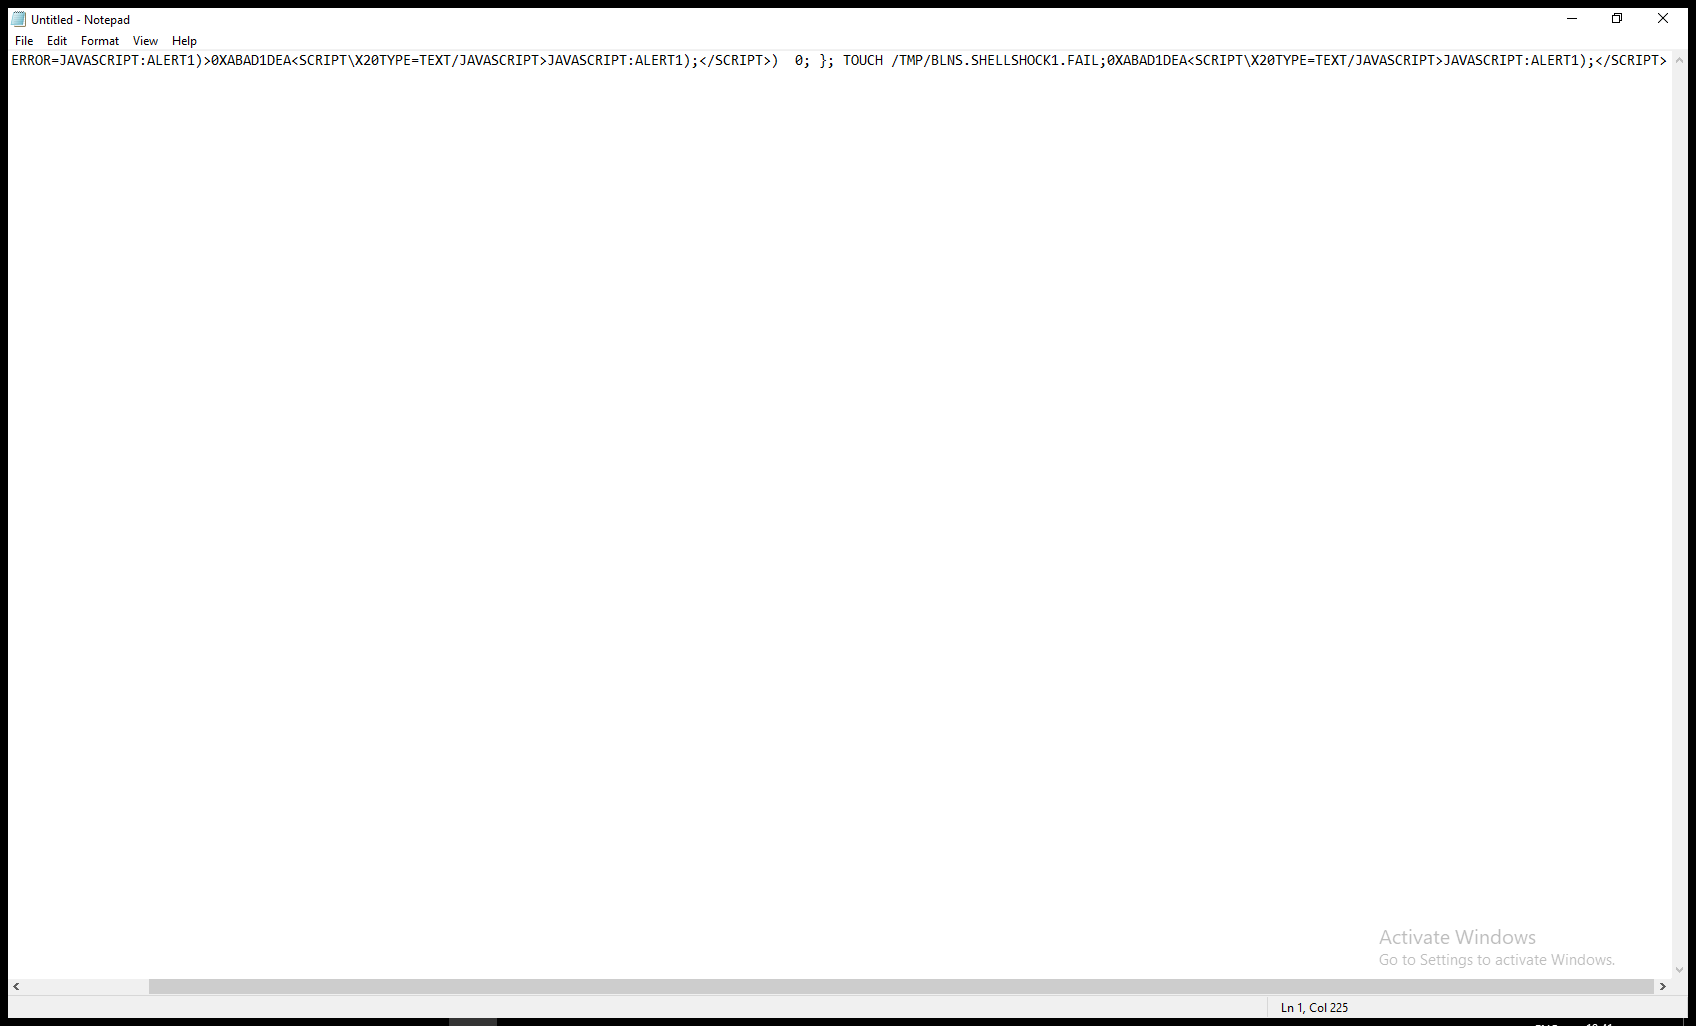 Untitled - Notepad
File Edit Format View Help
ERROR=JAVASCRIPT:ALERT1)>0XABAD1DEA<SCRIPT\X20TYPE=TEXT/JAVASCRIPT>JAVASCRIPT:ALERT1);</SCRIPT>)  0; }; TOUCH /TMP/BLNS.SHELLSHOCK1.FAIL;0XABAD1DEA<SCRIPT\X20TYPE=TEXT/JAVASCRIPT>JAVASCRIPT:ALERT1);</SCRIPT>
Activate Windows
Go to Settings to activate Windows.
Ln 1, Col 225